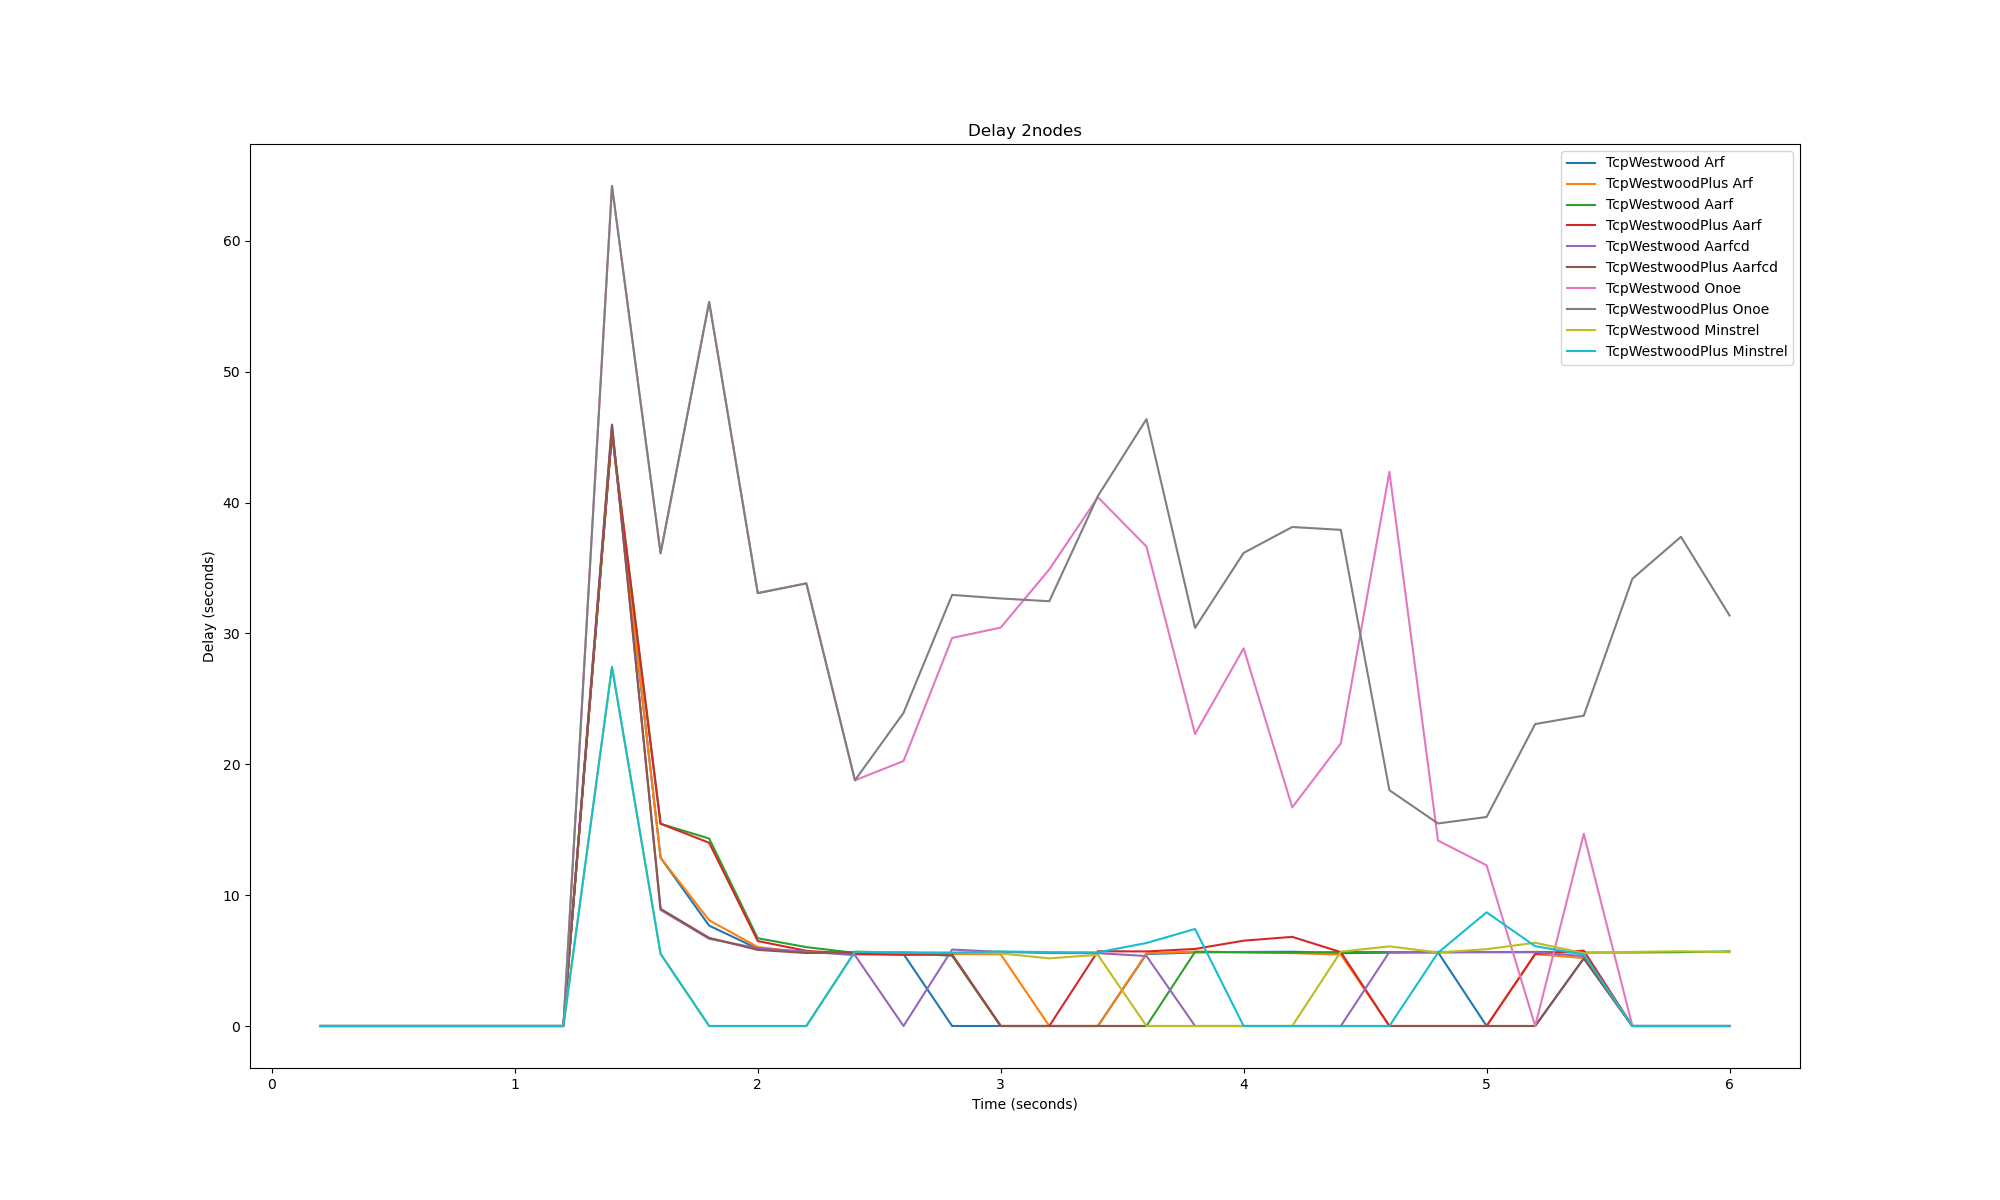 Delay 2nodes
TcpWestwood Arf
TcpWestwoodPlus Arf
TcpWestwood Aarf
TcpWestwoodPlus Aarf
TcpWestwood Aarfcd
TcpWestwoodPlus Aarfcd
TcpWestwood Onoe
TcpWestwoodPlus Onoe
TcpWestwood Minstrel
TcpWestwoodPlus Minstrel
Delay (seconds)
60
50
40
30
20
10
0
0 1 2 3 4 5 6
Time (seconds)